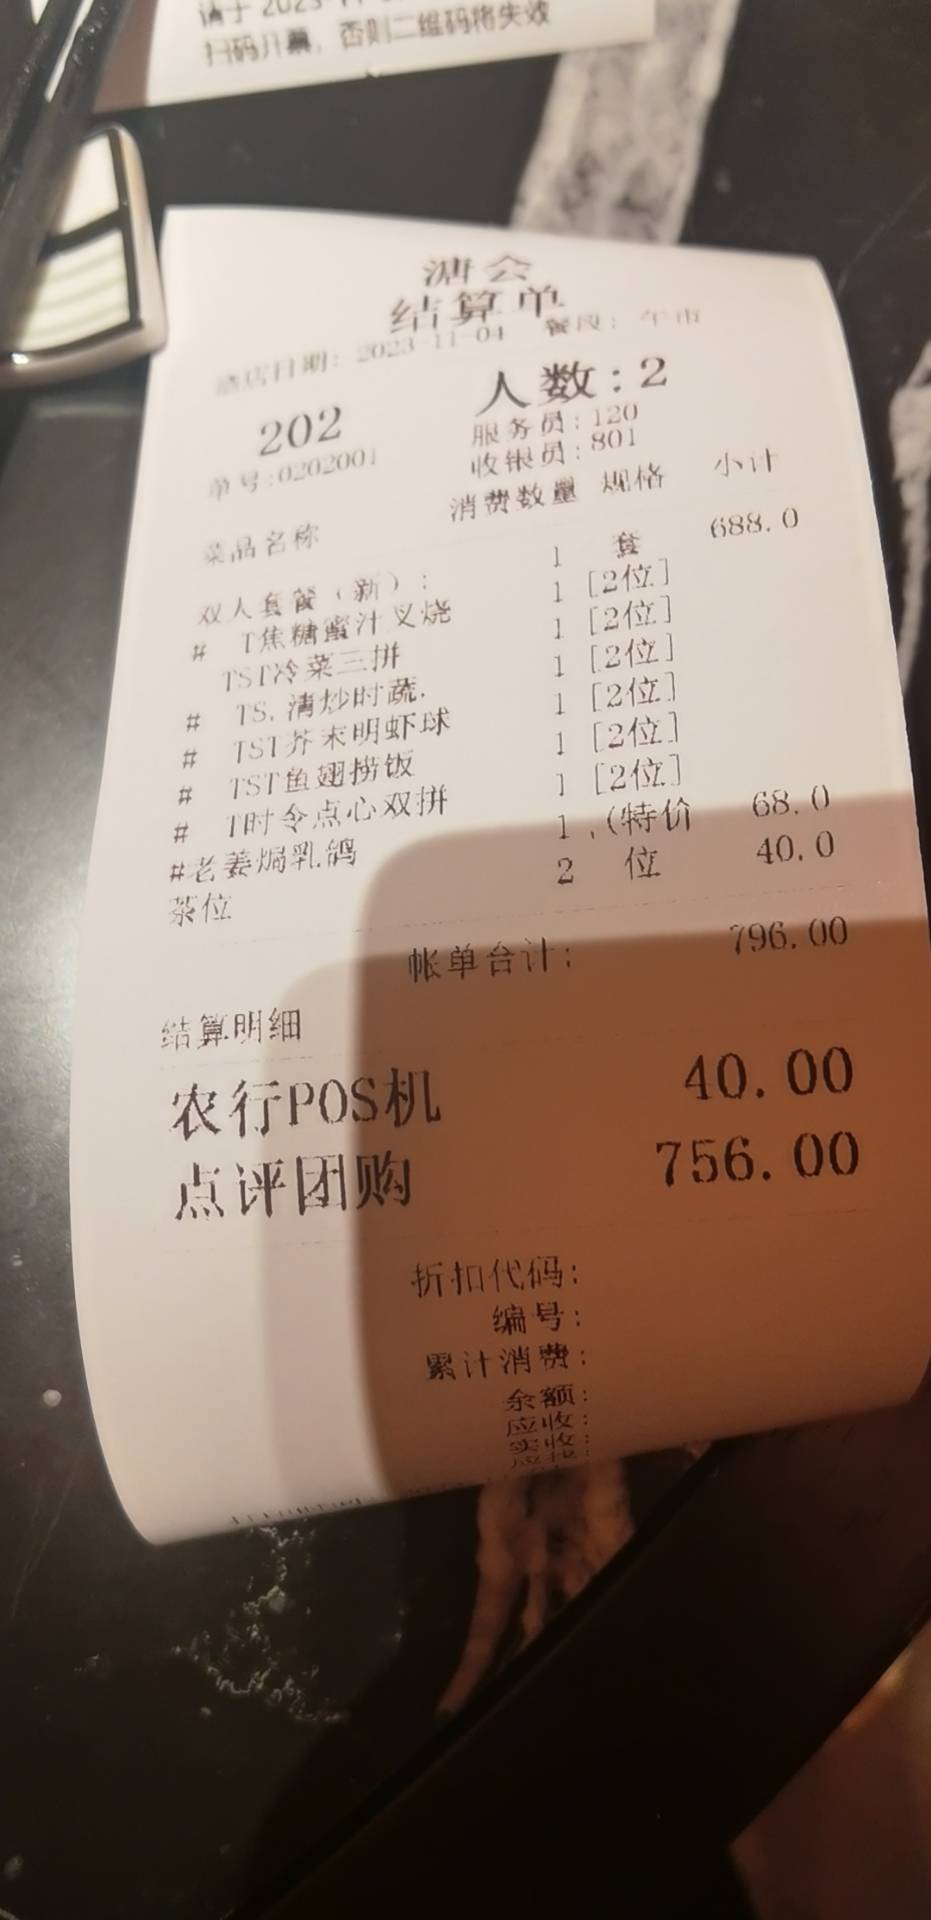 扫码开票，否则二维码将失效
溏会
结算单
酒店日期：2023-11-04 餐段：午市
202 人数：2
服务员：120
单号：0202001 收银员：801
菜品名称 消费数量 规格 小计
双人套餐（新）： 1 套 688.0
# T焦糖蜜汁叉烧 1 [2位]
TST冷菜三拼 1 [2位]
# TS.清炒时蔬. 1 [2位]
# TST芥末明虾球 1 [2位]
# TST鱼翅捞饭 1 [2位]
# T时令点心双拼 1 [2位]
#老姜焗乳鸽 1 .(特价 68.0
茶位 2 位 40.0
帐单合计： 796.00
结算明细
农行POS机 40.00
点评团购 756.00
折扣代码：
编号：
累计消费：
余额：
应收：
实收：